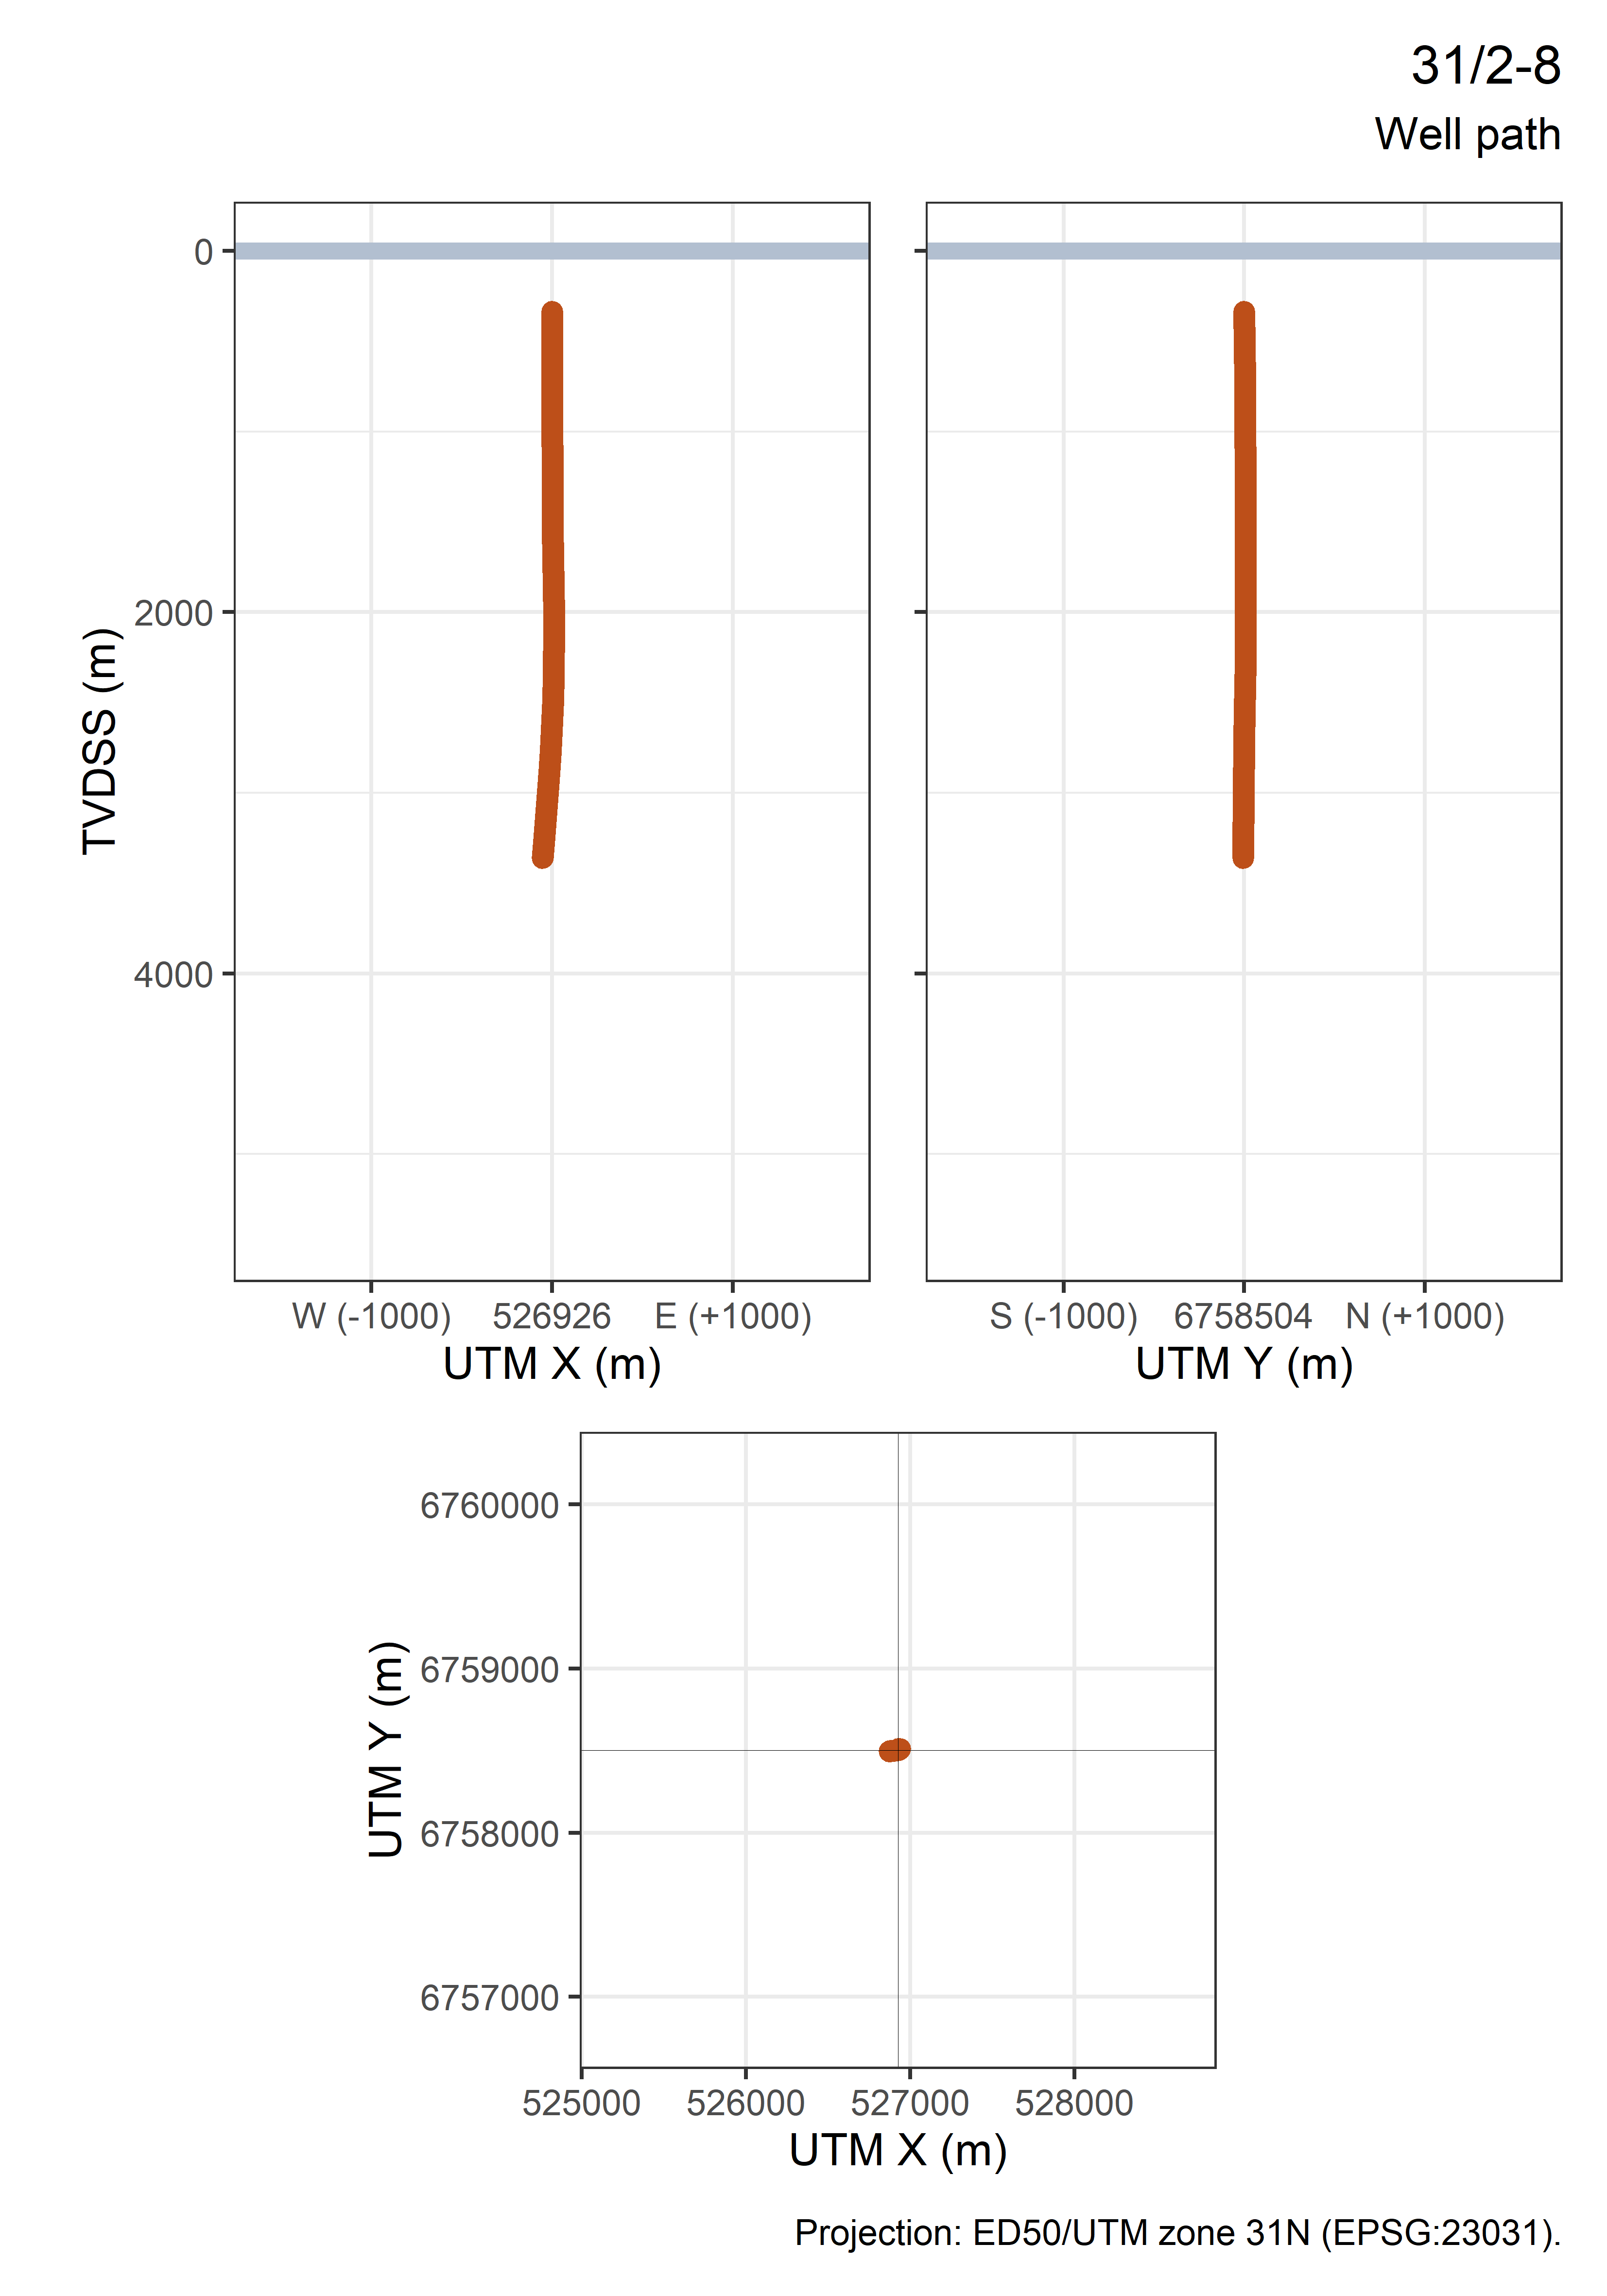 31/2-8
Well path
TVDSS (m)
0
2000
4000
W (-1000) 526926 E (+1000)
UTM X (m)
S (-1000) 6758504 N (+1000)
UTM Y (m)
UTM Y (m)
6760000
6759000
6758000
6757000
525000 526000 527000 528000
UTM X (m)
Projection: ED50/UTM zone 31N (EPSG:23031).